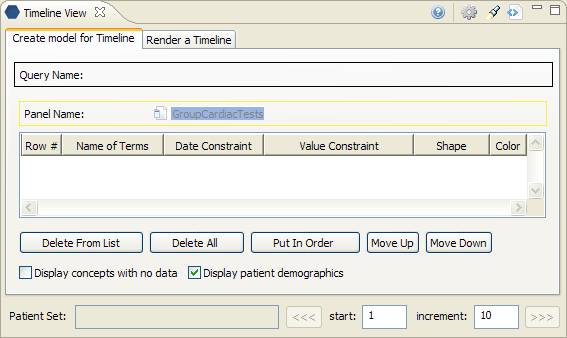 Timeline View
Create model for Timeline Render a Timeline
Query Name:
Panel Name: GroupCardiacTests
Row # Name of Terms Date Constraint Value Constraint Shape Color
Delete From List Delete All Put In Order Move Up Move Down
Display concepts with no data Display patient demographics
Patient Set: <<< start: 1 increment: 10 >>>